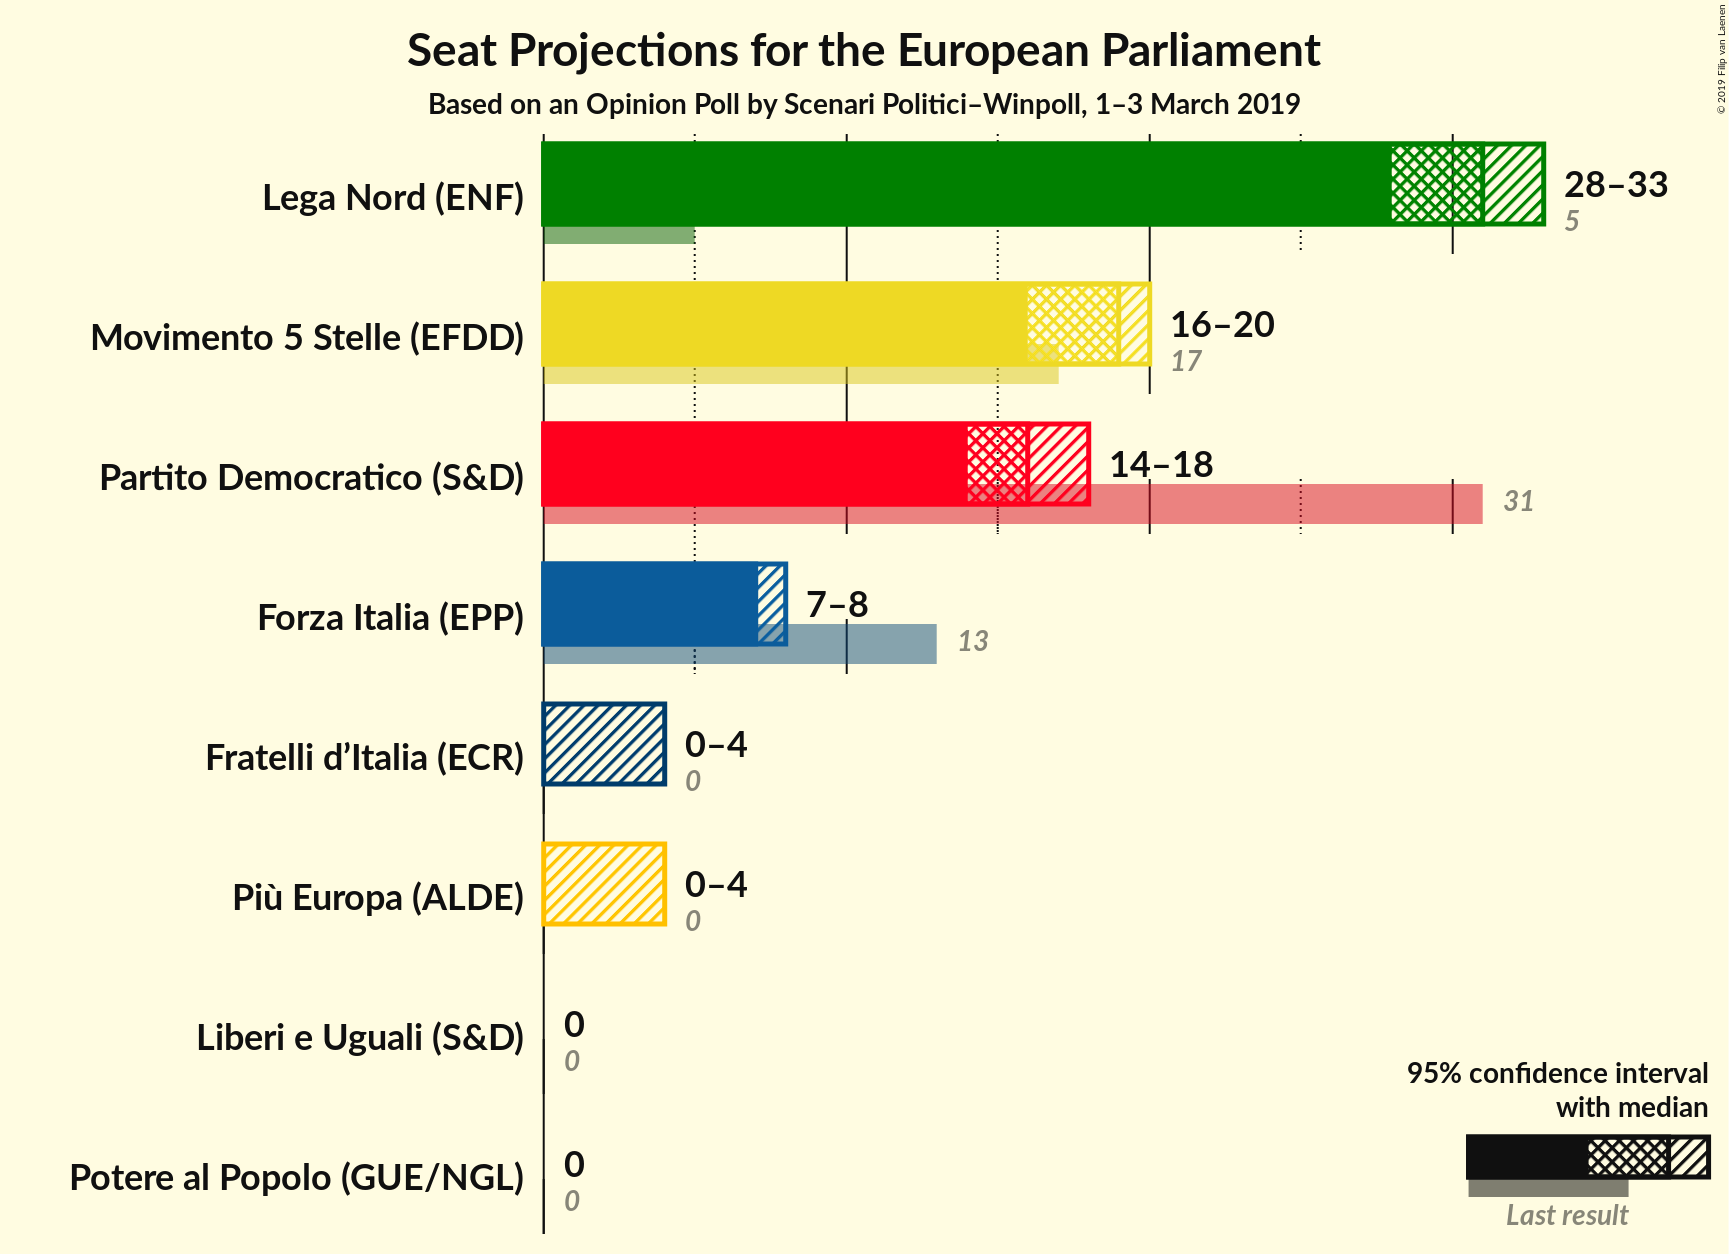 Seat Projections for the European Parliament
Based on an Opinion Poll by Scenari Politici–Winpoll, 1–3 March 2019
© 2019 Filip van Laenen
Lega Nord (ENF)
28–33
5
Movimento 5 Stelle (EFDD)
16–20
17
Partito Democratico (S&D)
14–18
31
Forza Italia (EPP)
7–8
13
Fratelli d’Italia (ECR)
0–4
0
Più Europa (ALDE)
0–4
0
Liberi e Uguali (S&D)
0
0
Potere al Popolo (GUE/NGL)
0
0
95% confidence interval
with median
Last result